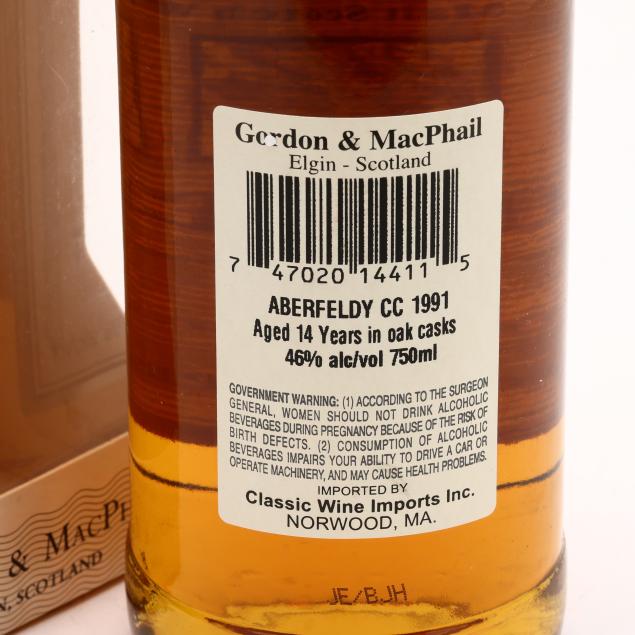 Gordon & MacPhail
Elgin - Scotland
7 47020 14411 5
ABERFELDY CC 1991
Aged 14 Years in oak casks
46% alc/vol 750ml
GOVERNMENT WARNING: (1) ACCORDING TO THE SURGEON
GENERAL, WOMEN SHOULD NOT DRINK ALCOHOLIC
BEVERAGES DURING PREGNANCY BECAUSE OF THE RISK OF
BIRTH DEFECTS. (2) CONSUMPTION OF ALCOHOLIC
BEVERAGES IMPAIRS YOUR ABILITY TO DRIVE A CAR OR
OPERATE MACHINERY, AND MAY CAUSE HEALTH PROBLEMS.
IMPORTED BY
Classic Wine Imports Inc.
NORWOOD, MA.
JE/BJH
& MACPH
N, SCOTLAND